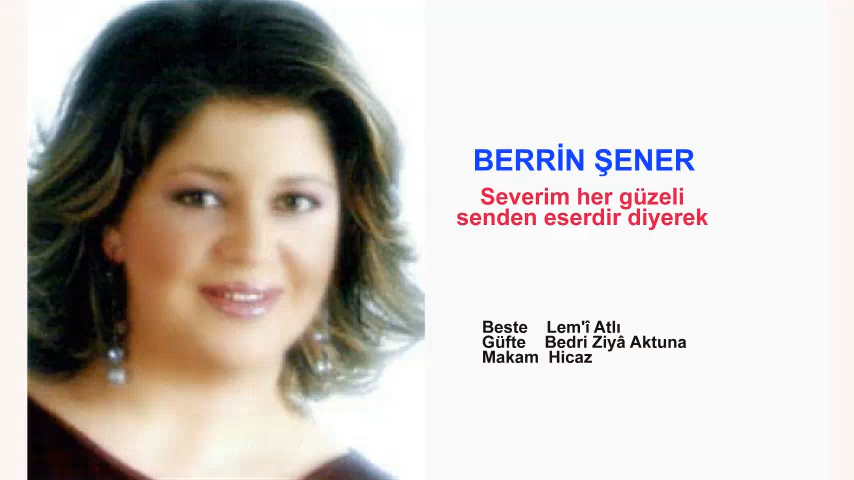 BERRİN ŞENER
Severim her güzeli
senden eserdir diyerek
Beste Lem'î Atlı
Güfte Bedri Ziyâ Aktuna
Makam Hicaz